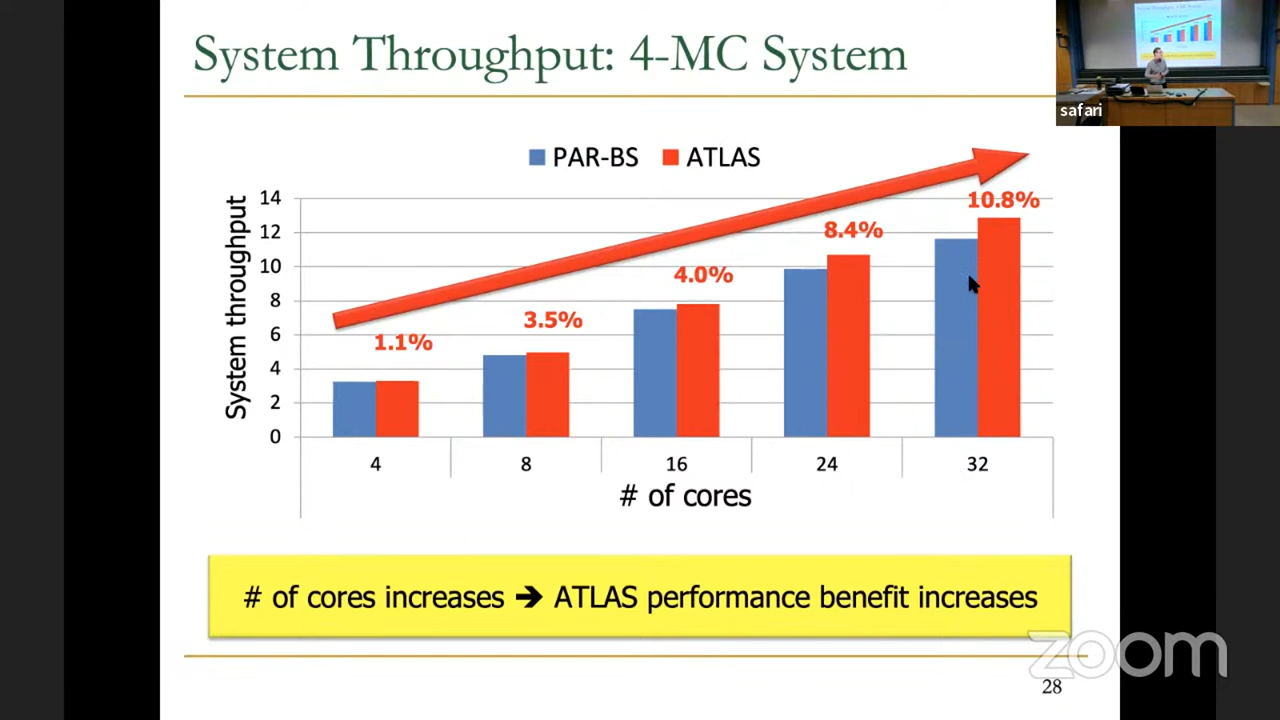 System Throughput: 4-MC System
safari
PAR-BS ATLAS
System throughput
14
12
10
8
6
4
2
0
1.1%
3.5%
4.0%
8.4%
10.8%
4 8 16 24 32
# of cores
# of cores increases ➔ ATLAS performance benefit increases
zoom
28